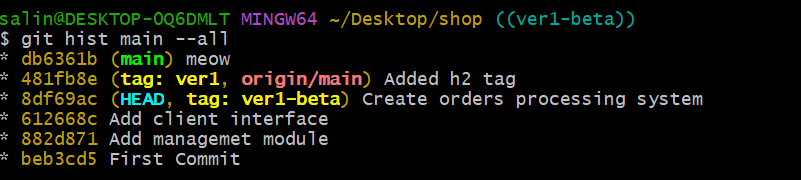 salin@DESKTOP-OQ6DMLT MINGW64 ~/Desktop/shop ((ver1-beta))
$ git hist main --all
* db6361b (main) meow
* 481fb8e (tag: ver1, origin/main) Added h2 tag
* 8df69ac (HEAD, tag: ver1-beta) Create orders processing system
* 612668c Add client interface
* 882d871 Add managemet module
* beb3cd5 First Commit